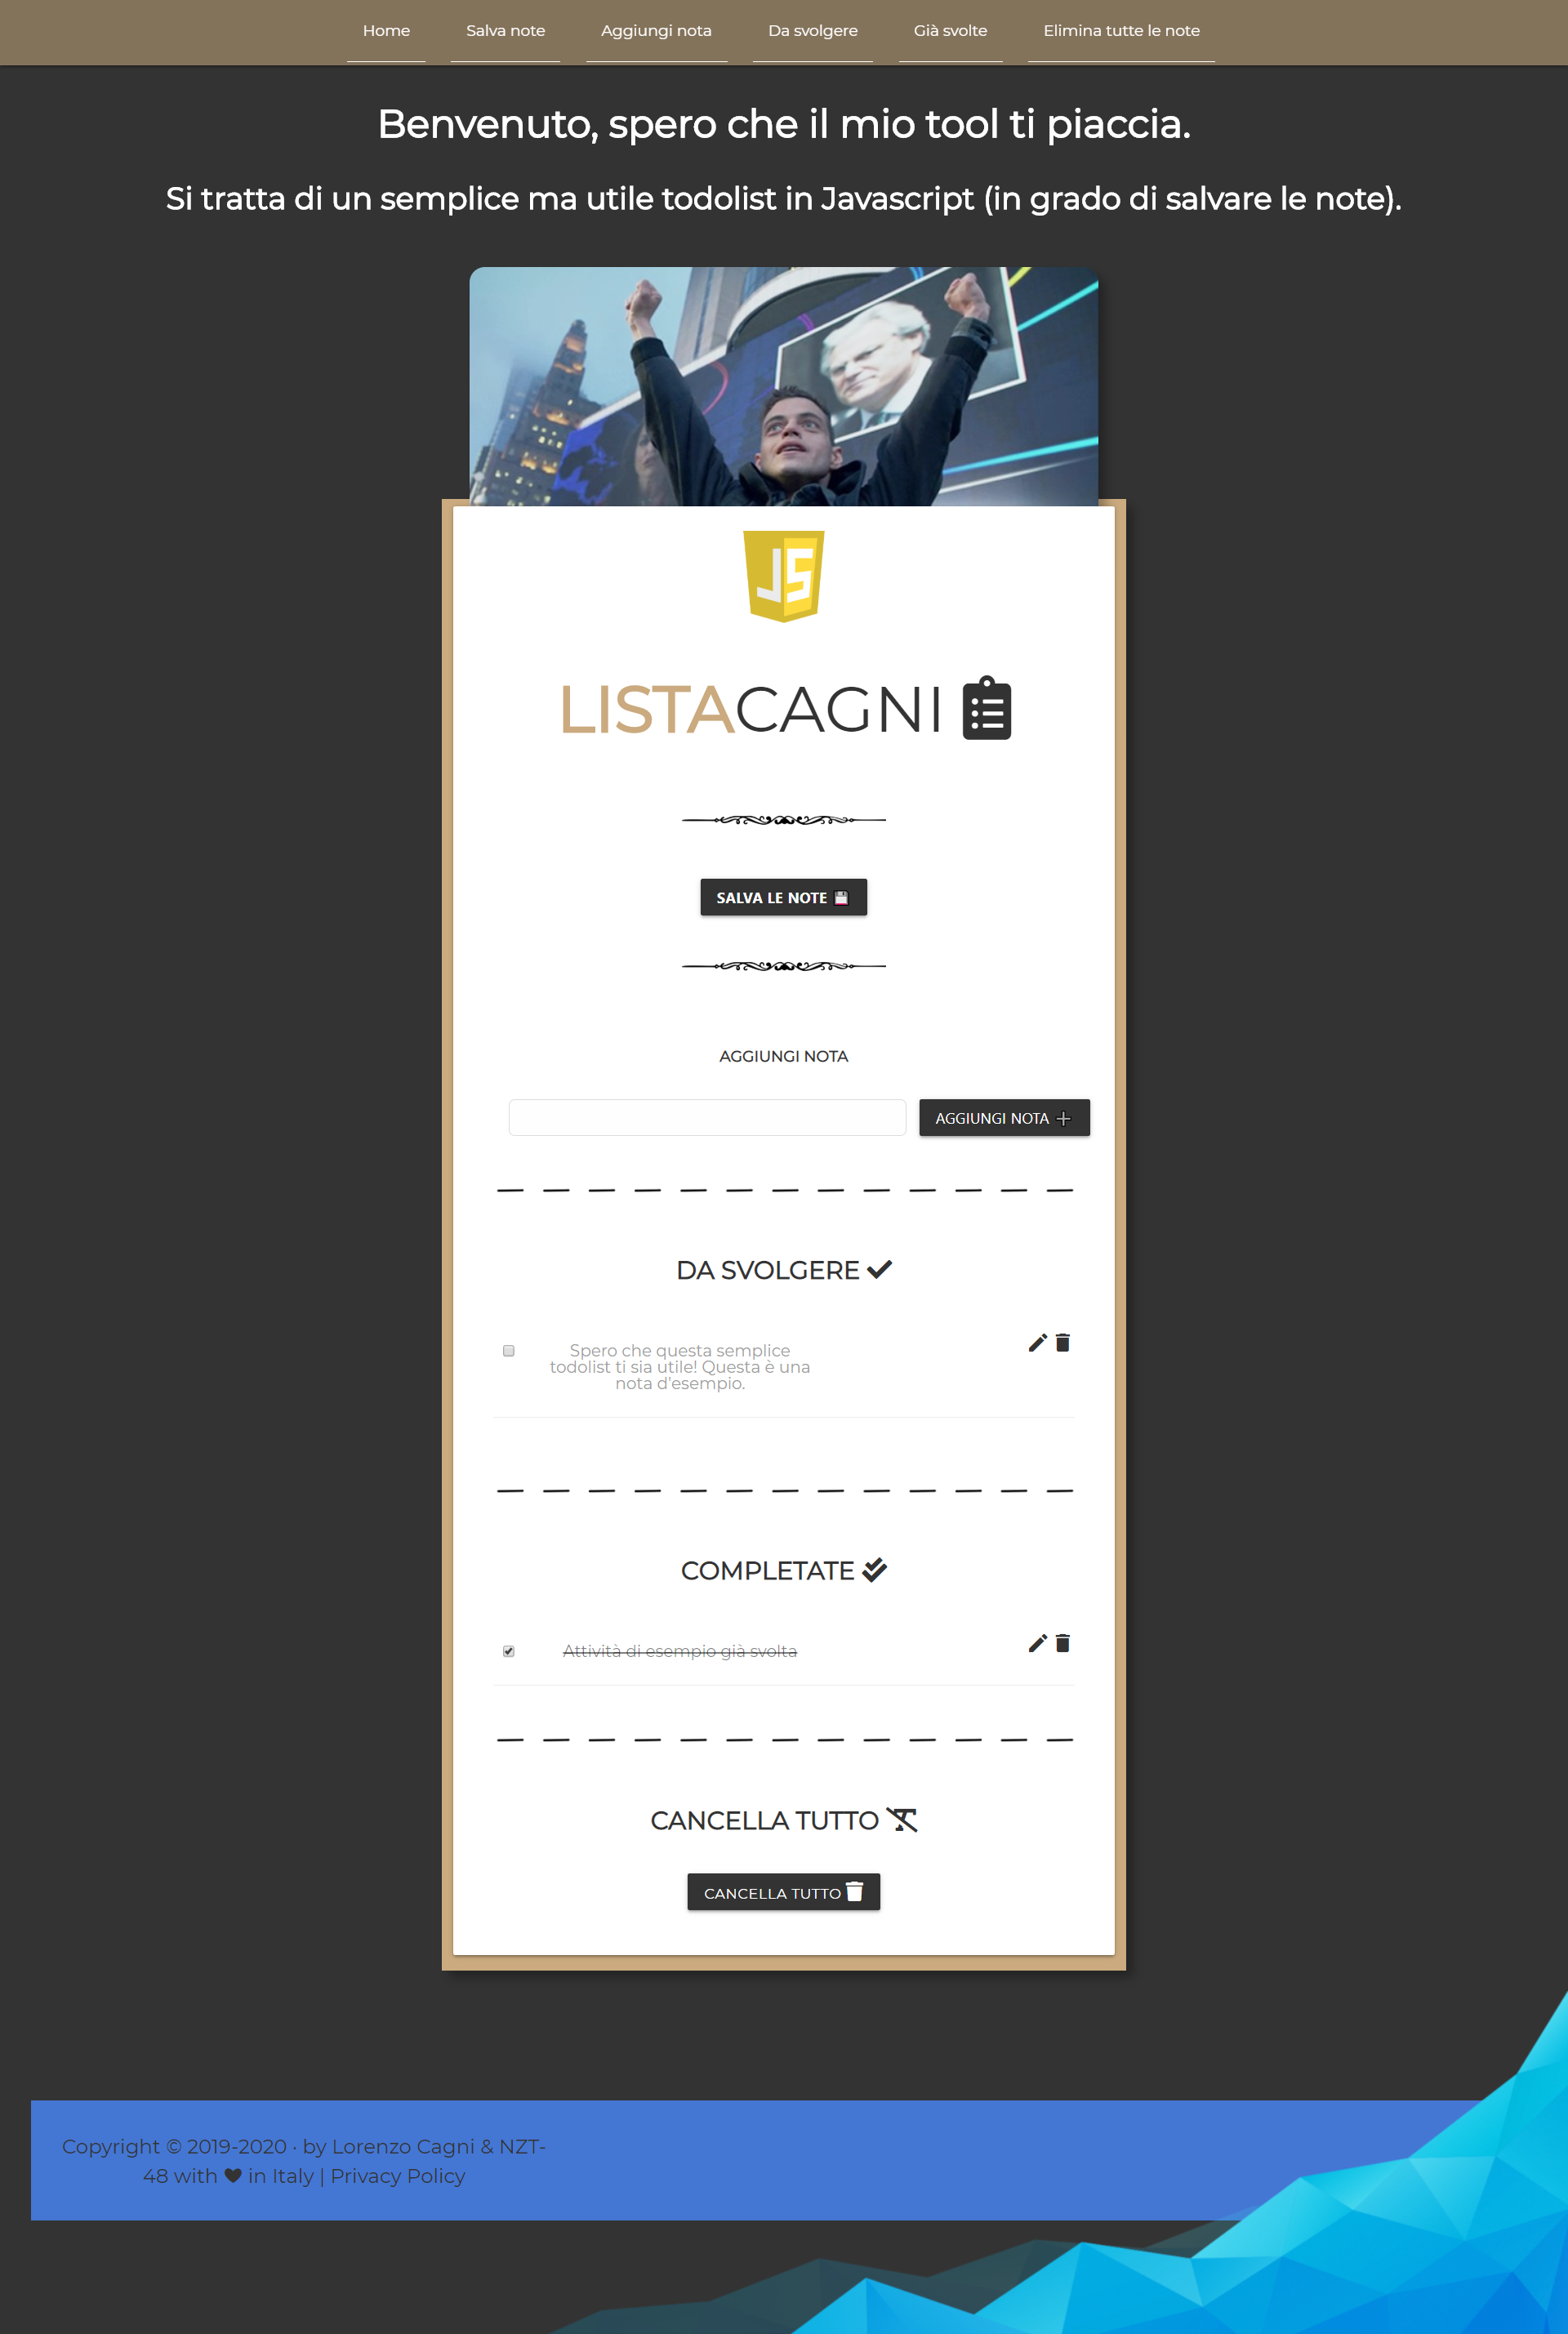 Home Salva note Aggiungi nota Da svolgere Già svolte Elimina tutte le note
Benvenuto, spero che il mio tool ti piaccia.
Si tratta di un semplice ma utile todolist in Javascript (in grado di salvare le note).
JS
LISTACAGNI
SALVA LE NOTE
AGGIUNGI NOTA
AGGIUNGI NOTA
DA SVOLGERE
Spero che questa semplice
todolist ti sia utile! Questa è una
nota d'esempio.
COMPLETATE
Attività di esempio già svolta
CANCELLA TUTTO
CANCELLA TUTTO
Copyright © 2019-2020 · by Lorenzo Cagni & NZT-
48 with ♥ in Italy | Privacy Policy